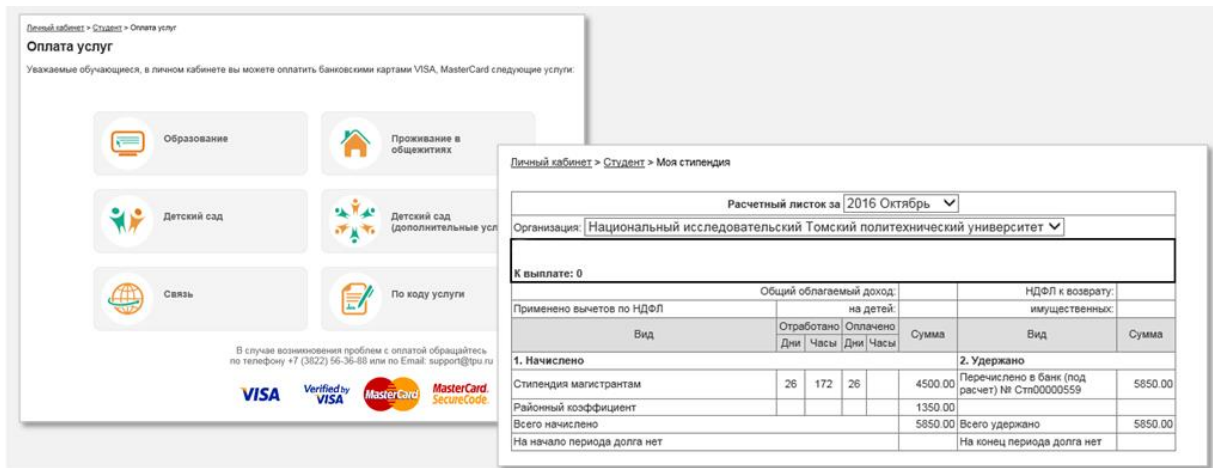 Личный кабинет > Студент > Оплата услуг
Оплата услуг
Уважаемые обучающиеся, в личном кабинете вы можете оплатить банковскими картами VISA, MasterCard следующие услуги:
Образование
Проживание в
общежитиях
Детский сад
Детский сад
(дополнительные усл
Связь
По коду услуги
В случае возникновения проблем с оплатой обращайтесь
по телефону +7 (3822) 56-36-88 или по Email: support@tpu.ru
VISA
Verified by
VISA
MasterCard
MasterCard.
SecureCode.
Личный кабинет > Студент > Моя стипендия
Расчетный листок за 2016 Октябрь
Организация: Национальный исследовательский Томский политехнический университет
К выплате: 0
Общий облагаемый доход: НДФЛ к возврату:
Применено вычетов по НДФЛ на детей: имущественных:
Вид Отработано Оплачено Сумма Вид Сумма
Дни Часы Дни Часы
1. Начислено 2. Удержано
Стипендия магистрантам 26 172 26 4500.00 Перечислено в банк (под
расчет) № Стп00000559 5850.00
Районный коэффициент 1350.00
Всего начислено 5850.00 Всего удержано 5850.00
На начало периода долга нет На конец периода долга нет